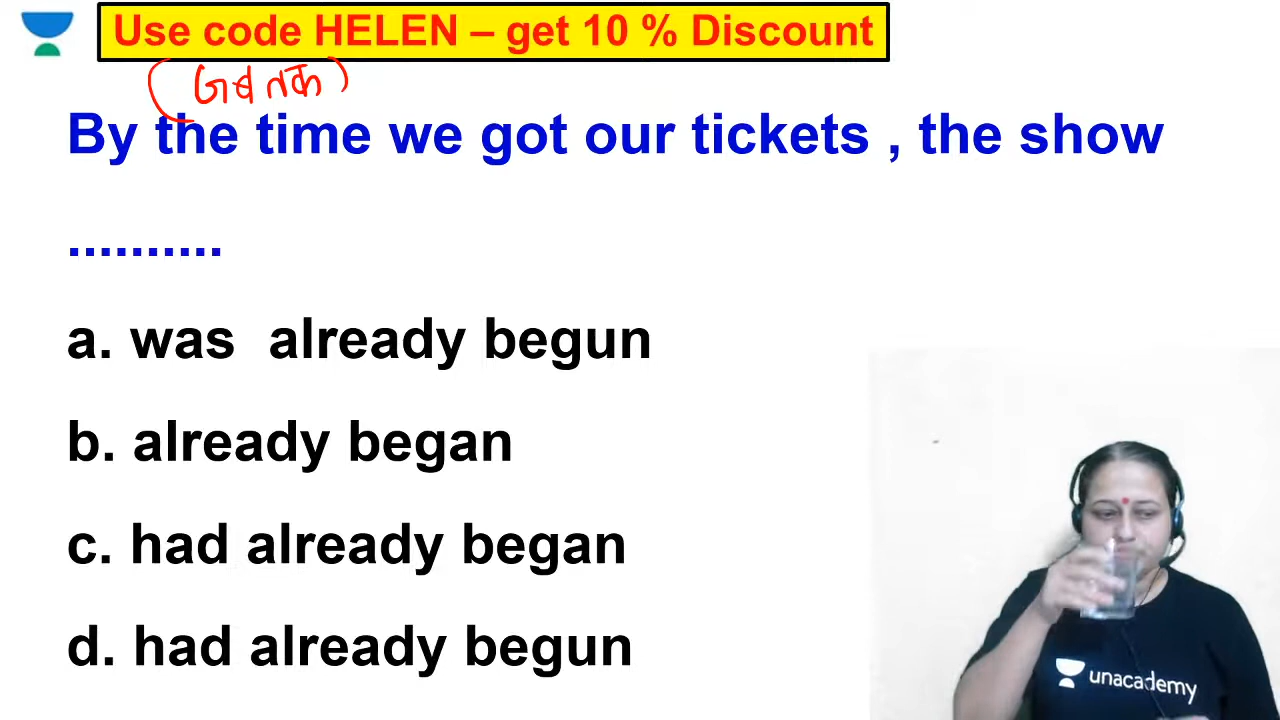 Use code HELEN – get 10 % Discount
(जब तक)
By the time we got our tickets , the show
..........
a. was already begun
b. already began
c. had already began
d. had already begun
unacademy